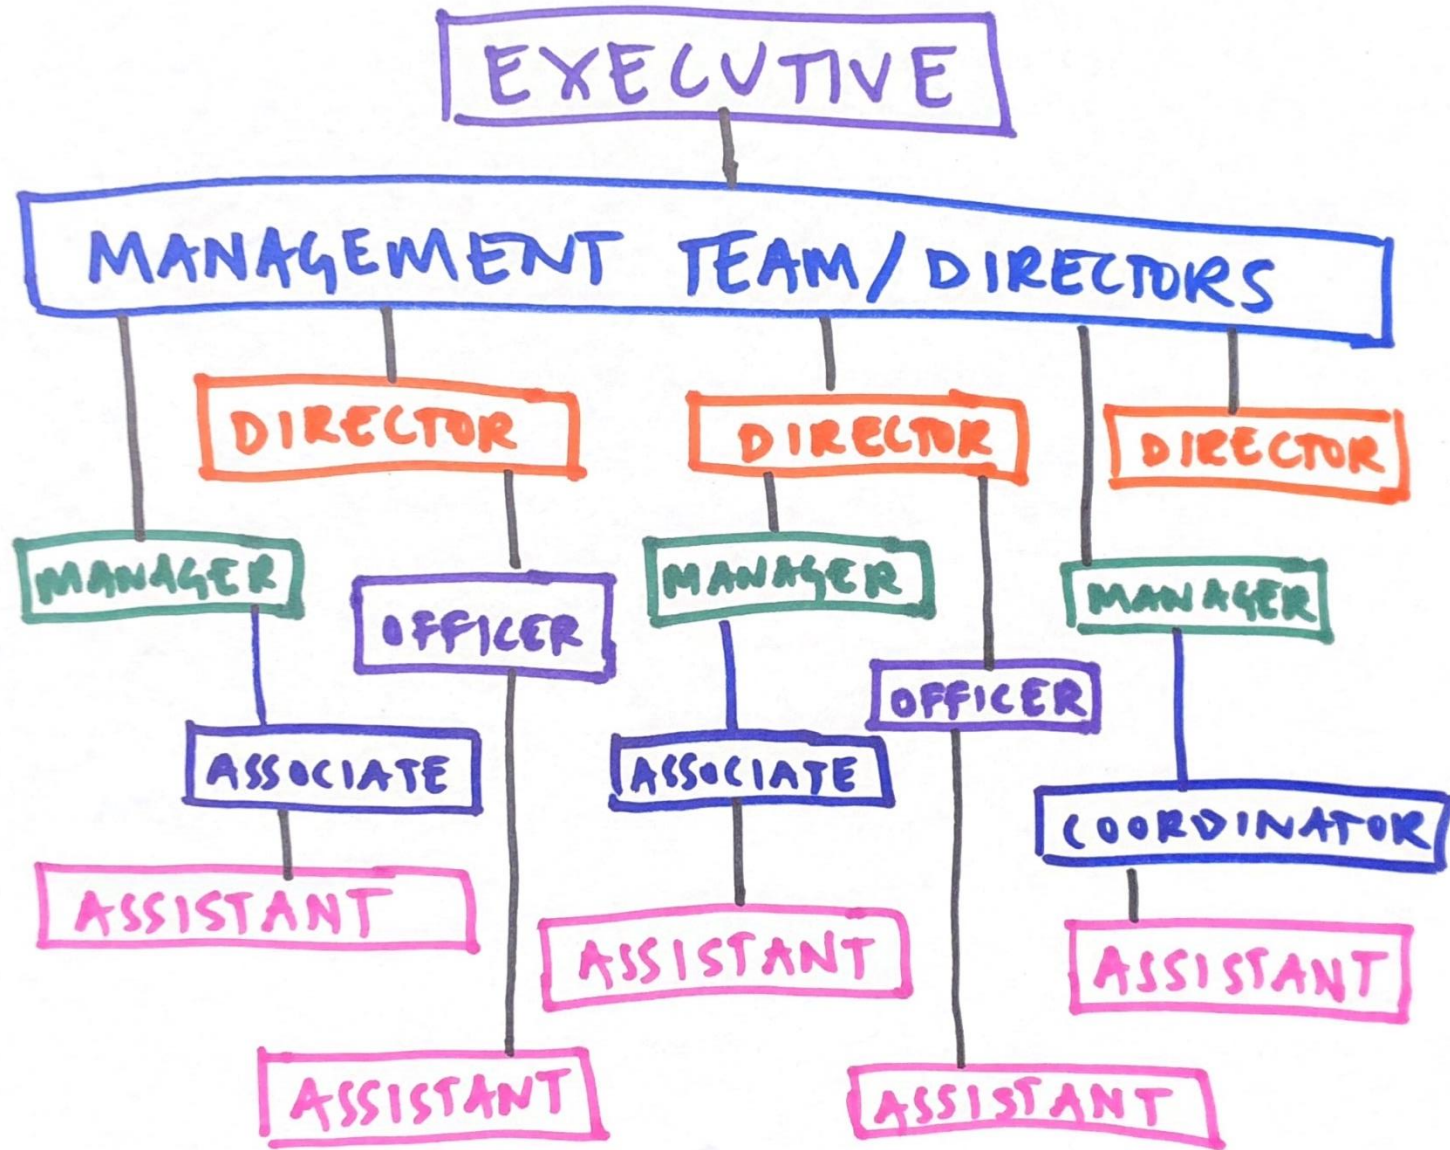 EXECUTIVE
MANAGEMENT TEAM/DIRECTORS
DIRECTOR
DIRECTOR
DIRECTOR
MANAGER
OFFICER
MANAGER
OFFICER
MANAGER
ASSOCIATE
ASSOCIATE
COORDINATOR
ASSISTANT
ASSISTANT
ASSISTANT
ASSISTANT
ASSISTANT